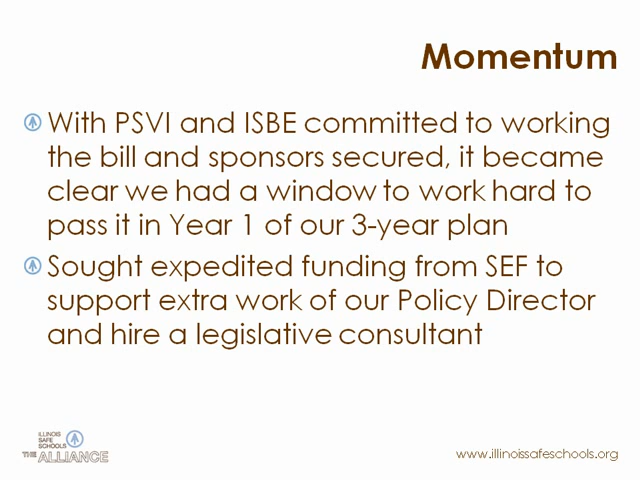 Momentum
With PSVI and ISBE committed to working
the bill and sponsors secured, it became
clear we had a window to work hard to
pass it in Year 1 of our 3-year plan
Sought expedited funding from SEF to
support extra work of our Policy Director
and hire a legislative consultant
ILLINOIS
SAFE
SCHOOLS
THE ALLIANCE
www.illinoissafeschools.org